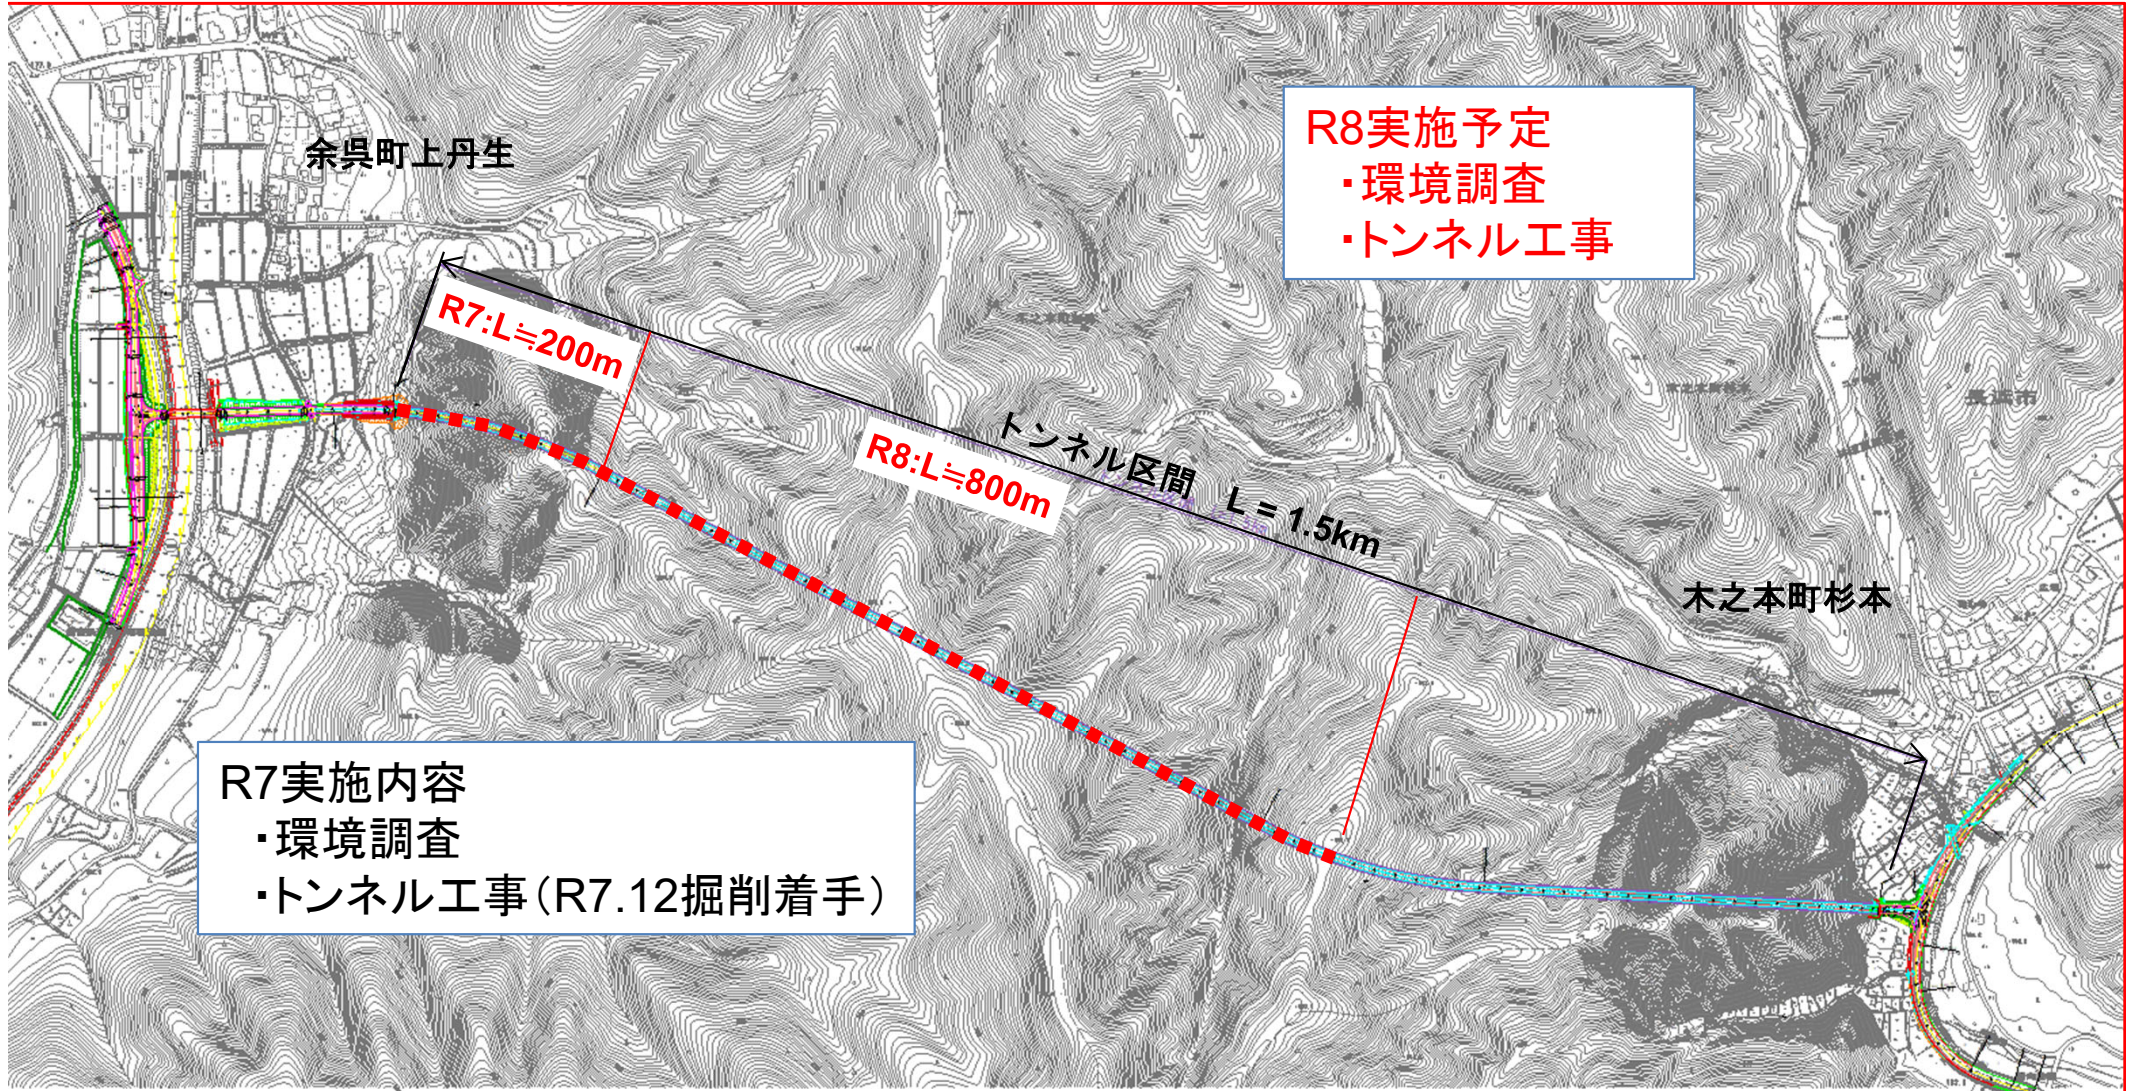 余呉町上丹生
R8実施予定
・環境調査
・トンネル工事
R7:L≒200m
トンネル区間 L = 1.5km
R8:L≒800m
長浜市
木之本町杉本
R7実施内容
・環境調査
・トンネル工事（R7.12掘削着手）